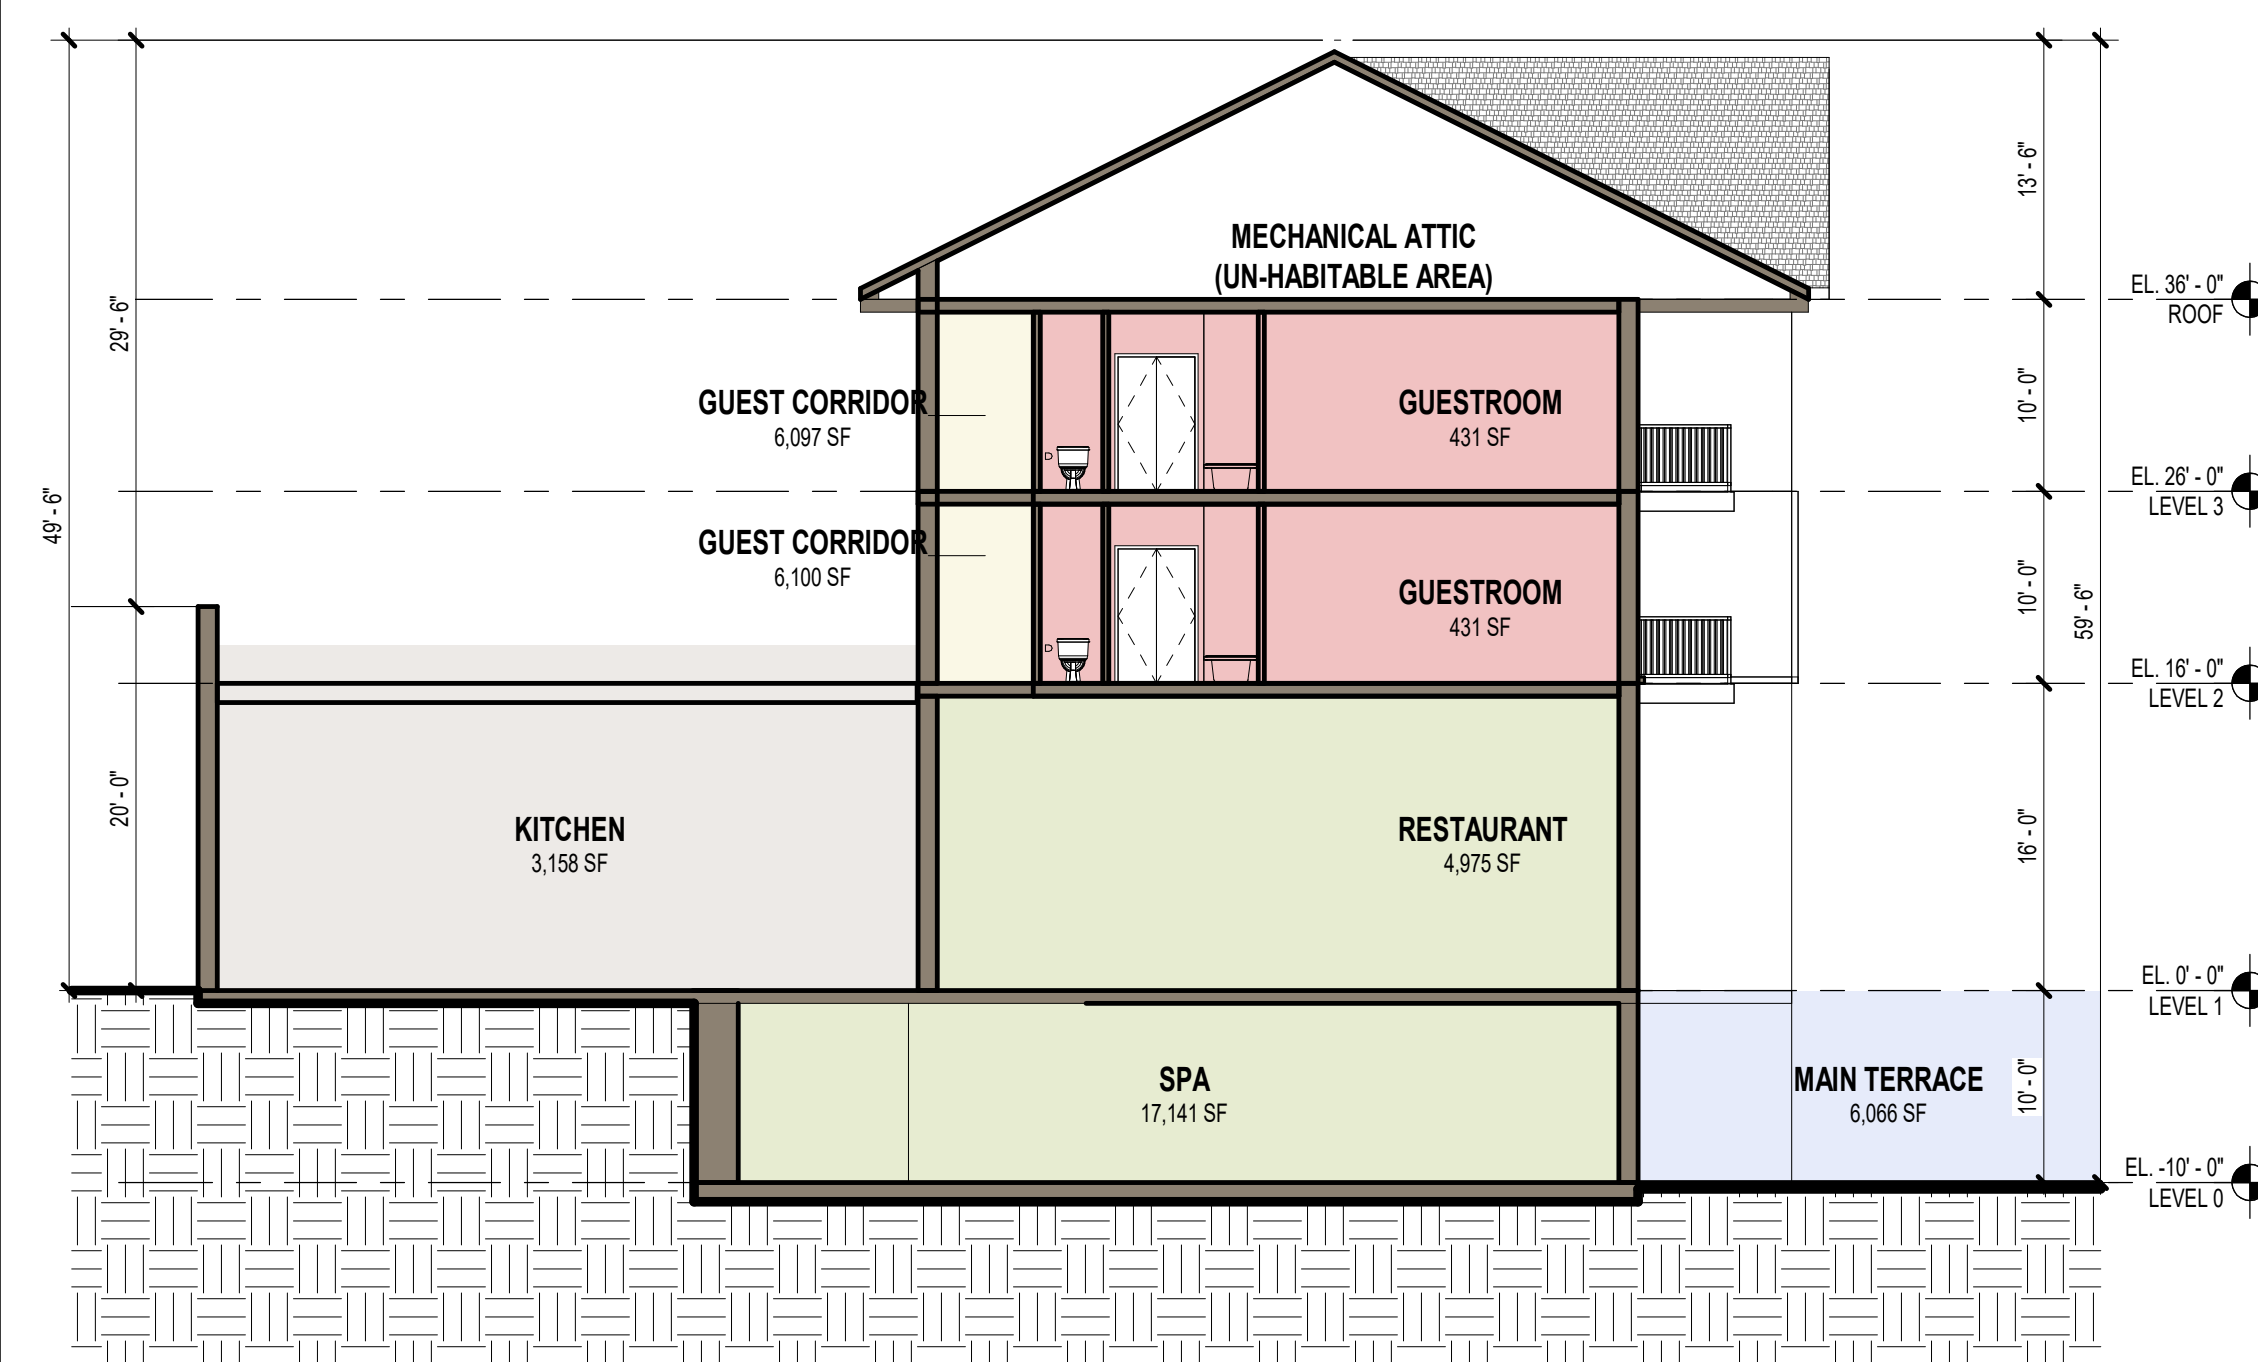 13' - 6"
MECHANICAL ATTIC
(UN-HABITABLE AREA)
EL. 36' - 0"
ROOF
29' - 6"
GUEST CORRIDOR
6,097 SF
GUESTROOM
431 SF
10' - 0"
EL. 26' - 0"
LEVEL 3
49' - 6"
GUEST CORRIDOR
6,100 SF
GUESTROOM
431 SF
10' - 0"
59' - 6"
EL. 16' - 0"
LEVEL 2
20' - 0"
KITCHEN
3,158 SF
RESTAURANT
4,975 SF
16' - 0"
EL. 0' - 0"
LEVEL 1
SPA
17,141 SF
MAIN TERRACE
6,066 SF
10' - 0"
EL. -10' - 0"
LEVEL 0